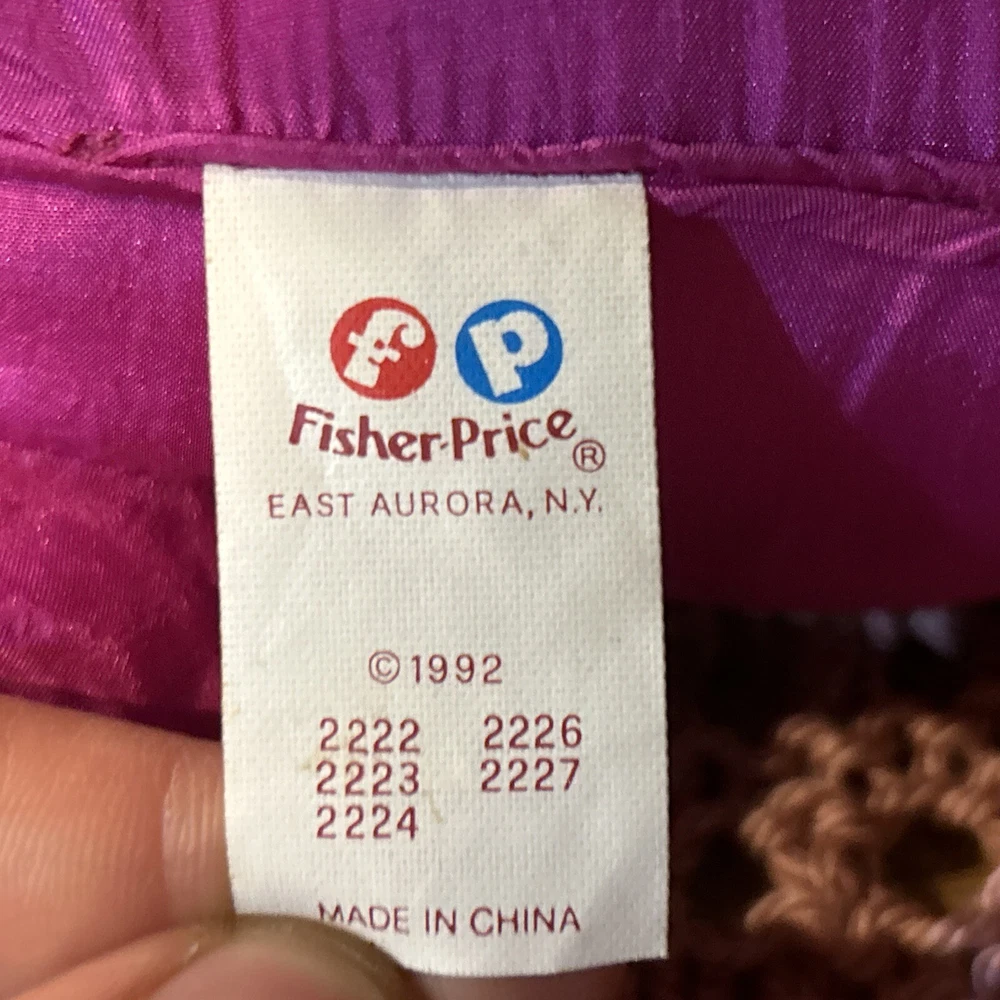 fp
Fisher-Price®
EAST AURORA, N.Y.
©1992
2222 2226
2223 2227
2224
MADE IN CHINA